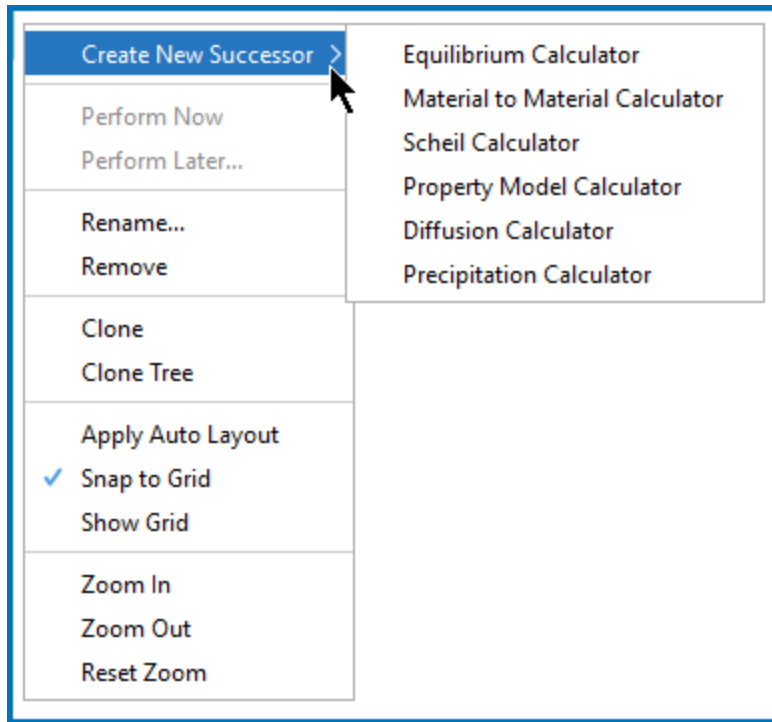 Create New Successor
Perform Now
Perform Later...
Rename...
Remove
Clone
Clone Tree
Apply Auto Layout
Snap to Grid
Show Grid
Zoom In
Zoom Out
Reset Zoom
Equilibrium Calculator
Material to Material Calculator
Scheil Calculator
Property Model Calculator
Diffusion Calculator
Precipitation Calculator